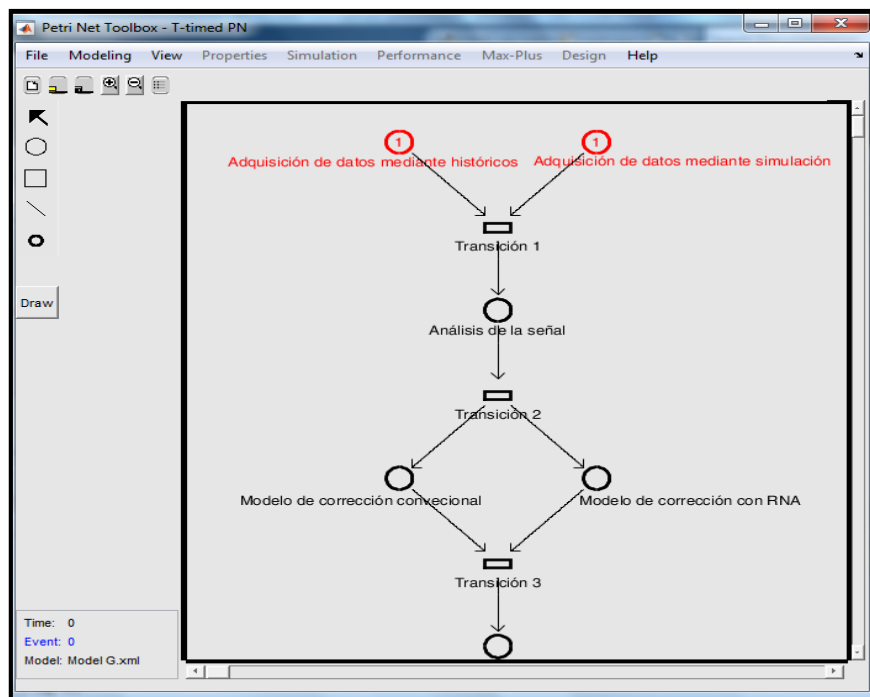 Petri Net Toolbox - T-timed PN
File Modeling View Properties Simulation Performance Max-Plus Design Help
1 1
Adquisición de datos mediante históricos Adquisición de datos mediante simulación
Transición 1
Análisis de la señal
Draw
Transición 2
Modelo de corrección convecional Modelo de corrección con RNA
Transición 3
Time: 0
Event: 0
Model: Model G.xml